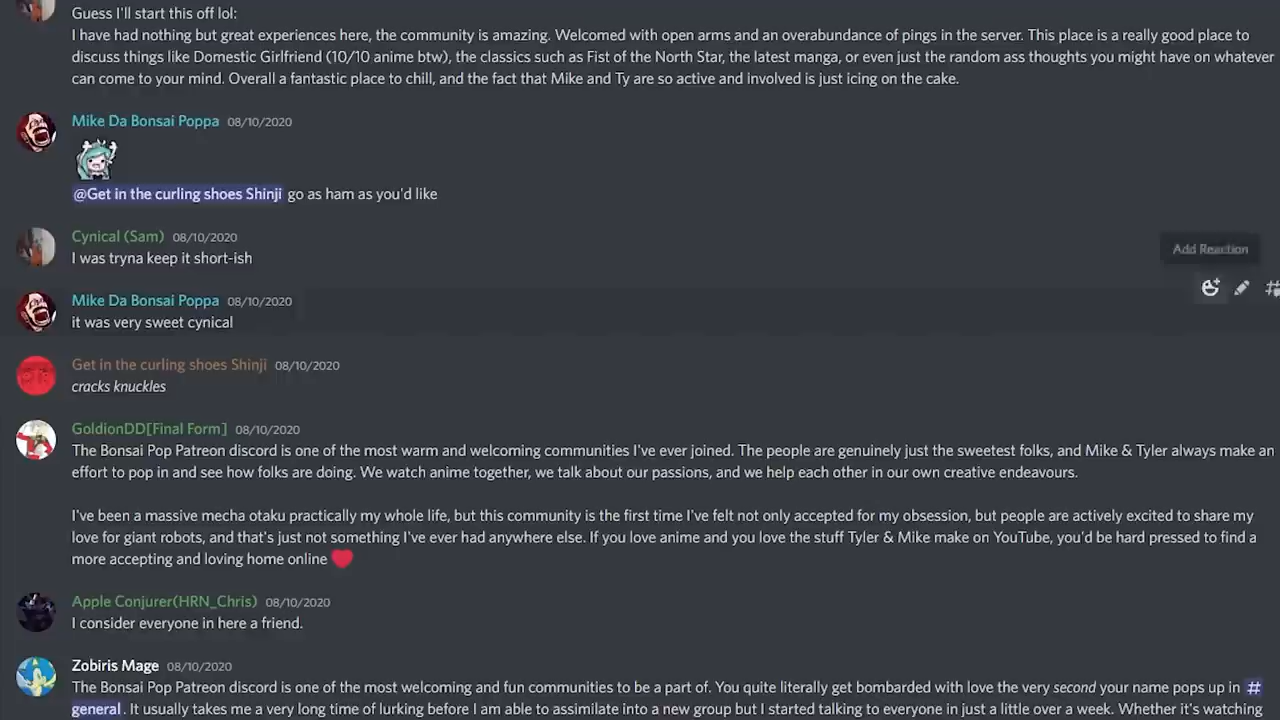 Guess I'll start this off lol:
I have had nothing but great experiences here, the community is amazing. Welcomed with open arms and an overabundance of pings in the server. This place is a really good place to
discuss things like Domestic Girlfriend (10/10 anime btw), the classics such as Fist of the North Star, the latest manga, or even just the random ass thoughts you might have on whatever
can come to your mind. Overall a fantastic place to chill, and the fact that Mike and Ty are so active and involved is just icing on the cake.
Mike Da Bonsai Poppa 08/10/2020
@Get in the curling shoes Shinji go as ham as you'd like
Cynical (Sam) 08/10/2020
I was tryna keep it short-ish
Add Reaction
Mike Da Bonsai Poppa 08/10/2020
it was very sweet cynical
Get in the curling shoes Shinji 08/10/2020
cracks knuckles
GoldionDD[Final Form] 08/10/2020
The Bonsai Pop Patreon discord is one of the most warm and welcoming communities I've ever joined. The people are genuinely just the sweetest folks, and Mike & Tyler always make an
effort to pop in and see how folks are doing. We watch anime together, we talk about our passions, and we help each other in our own creative endeavours.
I've been a massive mecha otaku practically my whole life, but this community is the first time I've felt not only accepted for my obsession, but people are actively excited to share my
love for giant robots, and that's just not something I've ever had anywhere else. If you love anime and you love the stuff Tyler & Mike make on YouTube, you'd be hard pressed to find a
more accepting and loving home online ❤️
Apple Conjurer(HRN_Chris) 08/10/2020
I consider everyone in here a friend.
Zobiris Mage 08/10/2020
The Bonsai Pop Patreon discord is one of the most welcoming and fun communities to be a part of. You quite literally get bombarded with love the very second your name pops up in #
general. It usually takes me a very long time of lurking before I am able to assimilate into a new group but I started talking to everyone in just a little over a week. Whether it's watching